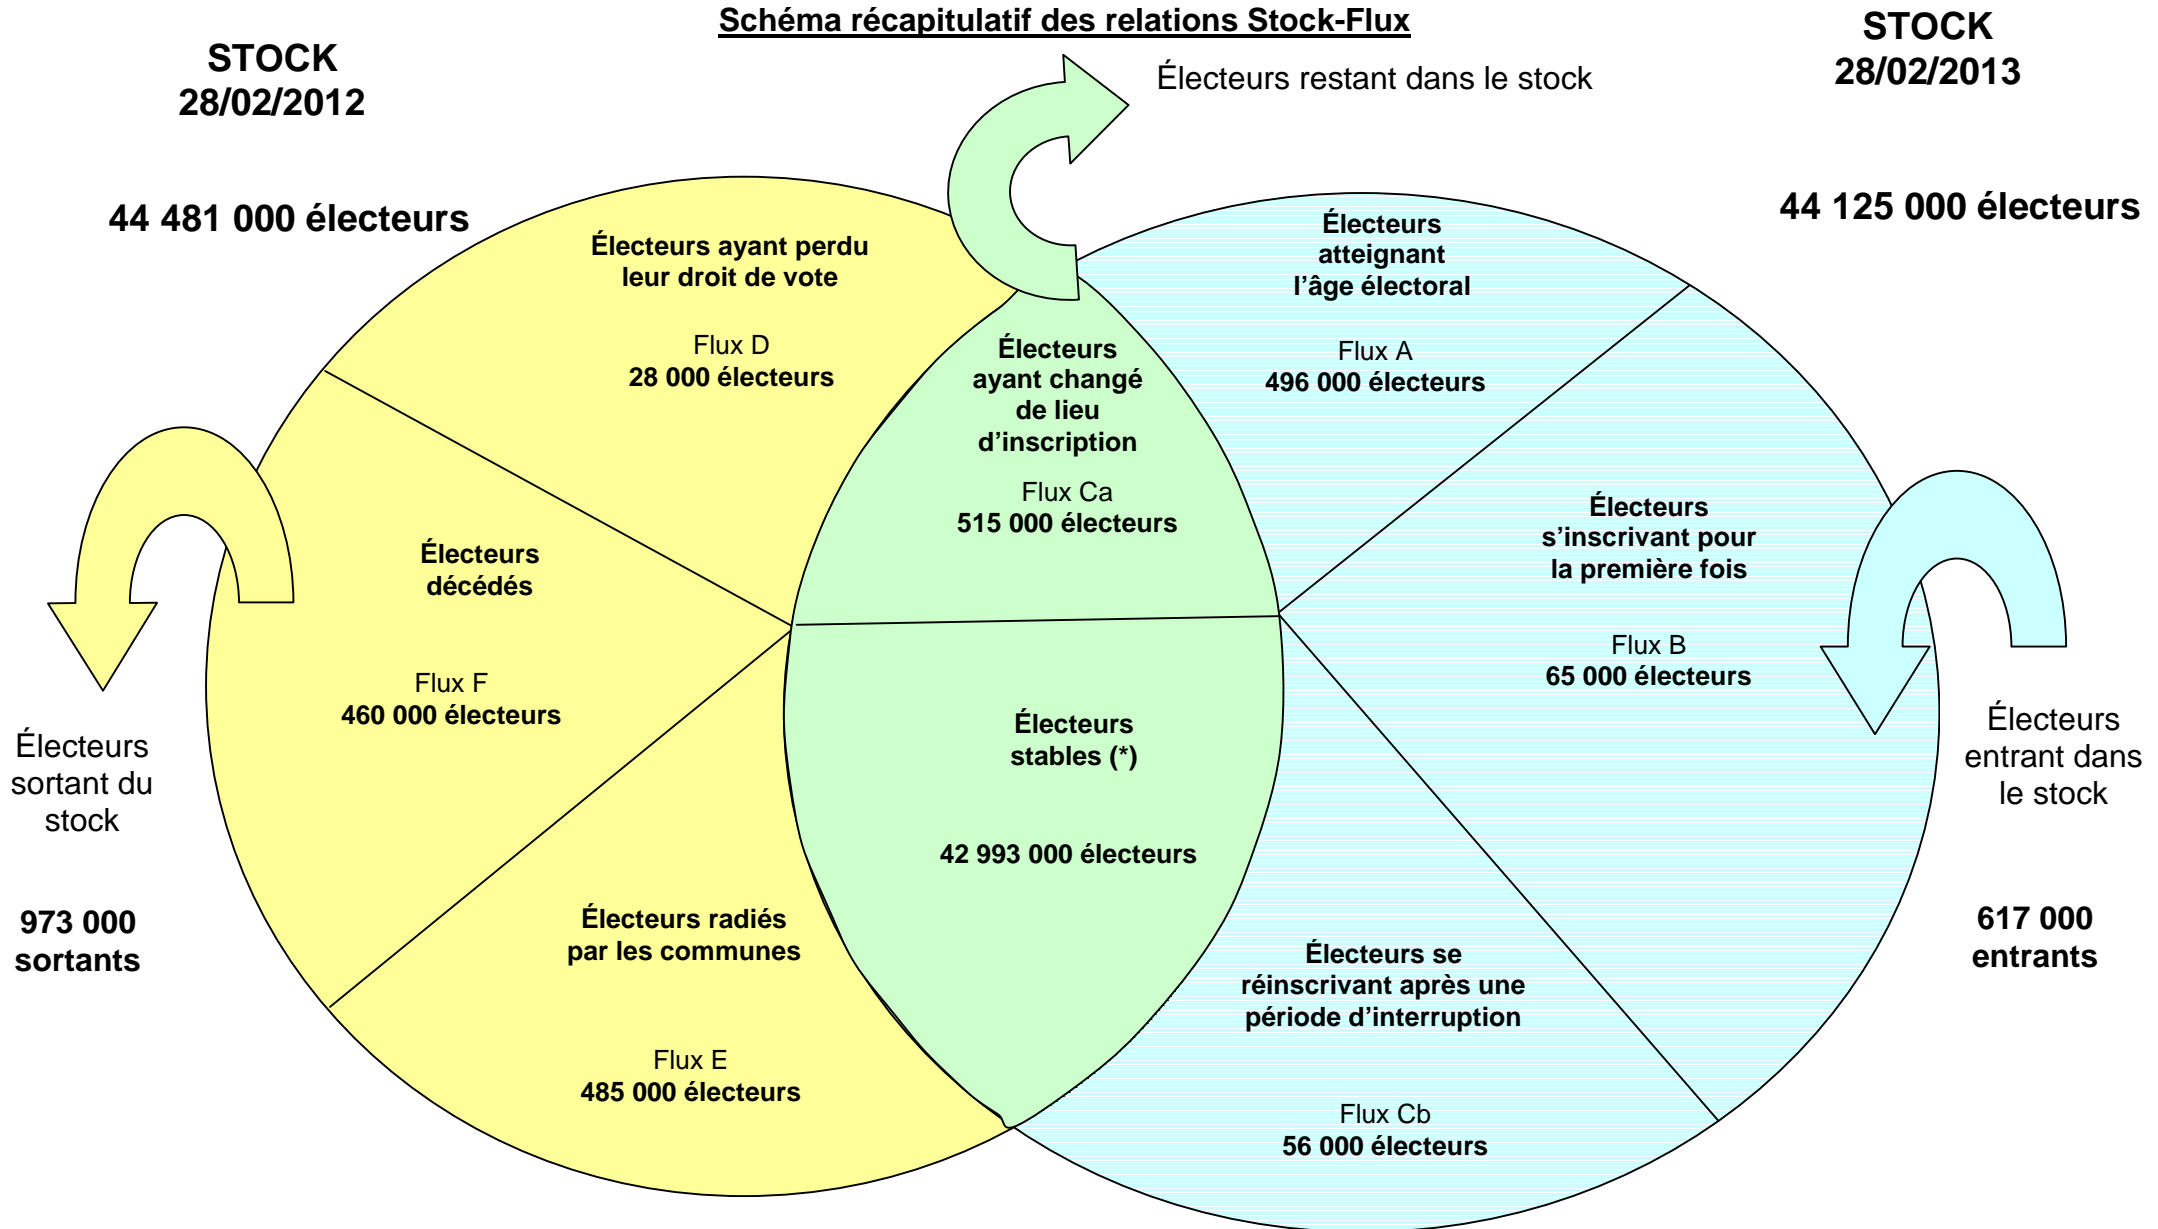 Schéma récapitulatif des relations Stock-Flux
STOCK
28/02/2012
44 481 000 électeurs
Électeurs restant dans le stock
STOCK
28/02/2013
44 125 000 électeurs
Électeurs ayant perdu
leur droit de vote
Flux D
28 000 électeurs
Électeurs
ayant changé
de lieu
d’inscription
Flux Ca
515 000 électeurs
Électeurs
atteignant
l’âge électoral
Flux A
496 000 électeurs
Électeurs
décédés
Flux F
460 000 électeurs
Électeurs
s’inscrivant pour
la première fois
Flux B
65 000 électeurs
Électeurs
sortant du
stock
973 000
sortants
Électeurs
stables (*)
42 993 000 électeurs
Électeurs
entrant dans
le stock
617 000
entrants
Électeurs radiés
par les communes
Flux E
485 000 électeurs
Électeurs se
réinscrivant après une
période d’interruption
Flux Cb
56 000 électeurs